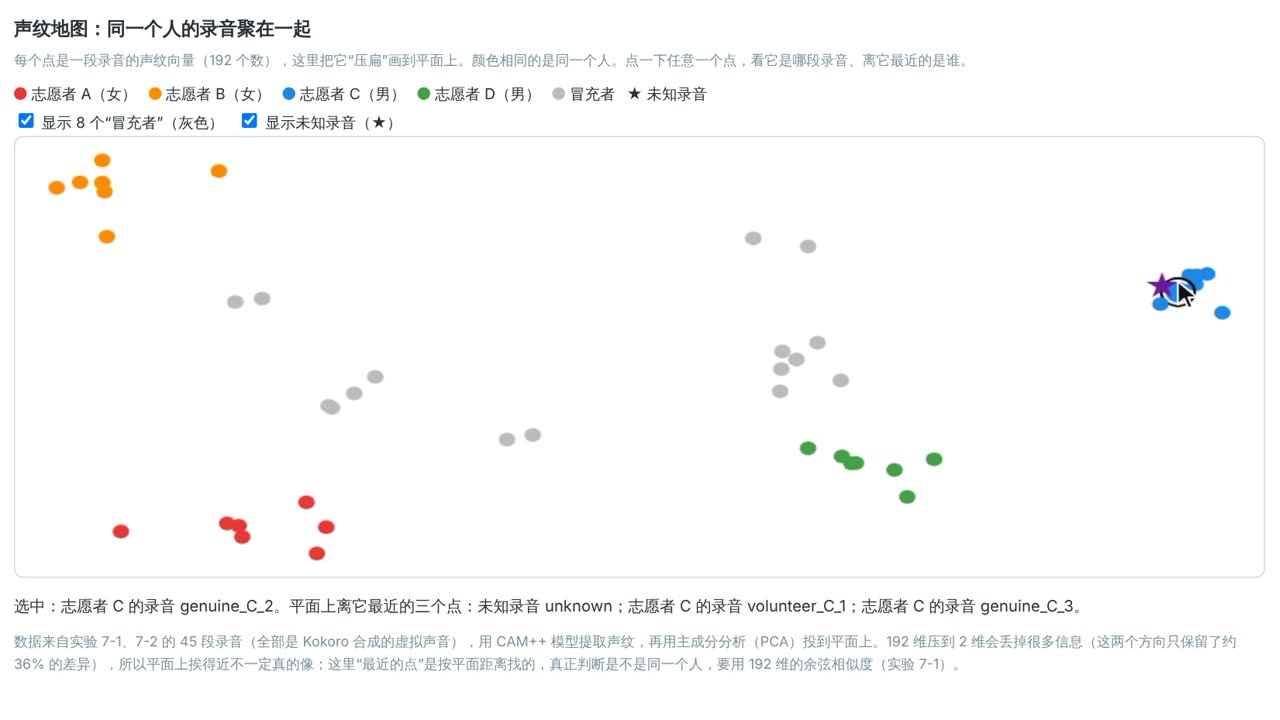 声纹地图：同一个人的录音聚在一起
每个点是一段录音的声纹向量（192 个数），这里把它“压扁”画到平面上。颜色相同的是同一个人。点一下任意一个点，看它是哪段录音、离它最近的是谁。
志愿者 A（女） 志愿者 B（女） 志愿者 C（男） 志愿者 D（男） 冒充者 ★ 未知录音
显示 8 个“冒充者”（灰色） 显示未知录音（★）
选中：志愿者 C 的录音 genuine_C_2。平面上离它最近的三个点：未知录音 unknown；志愿者 C 的录音 volunteer_C_1；志愿者 C 的录音 genuine_C_3。
数据来自实验 7-1、7-2 的 45 段录音（全部是 Kokoro 合成的虚拟声音），用 CAM++ 模型提取声纹，再用主成分分析（PCA）投到平面上。192 维压到 2 维会丢掉很多信息（这两个方向只保留了约
36% 的差异），所以平面上挨得近不一定真的像；这里“最近的点”是按平面距离找的，真正判断是不是同一个人，要用 192 维的余弦相似度（实验 7-1）。